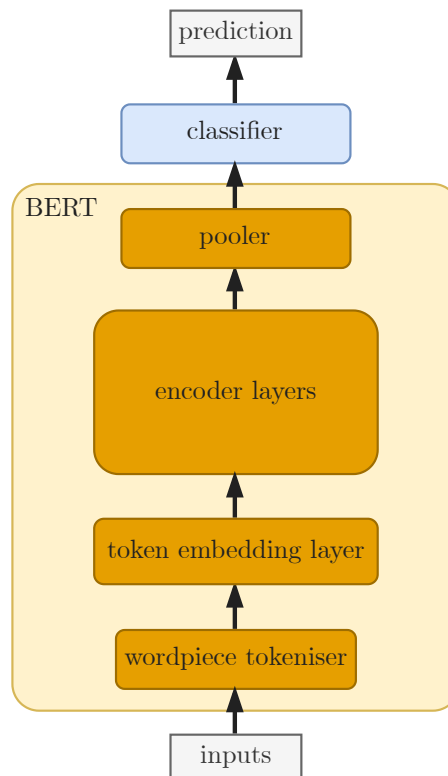 prediction
classifier
BERT
pooler
encoder layers
token embedding layer
wordpiece tokeniser
inputs